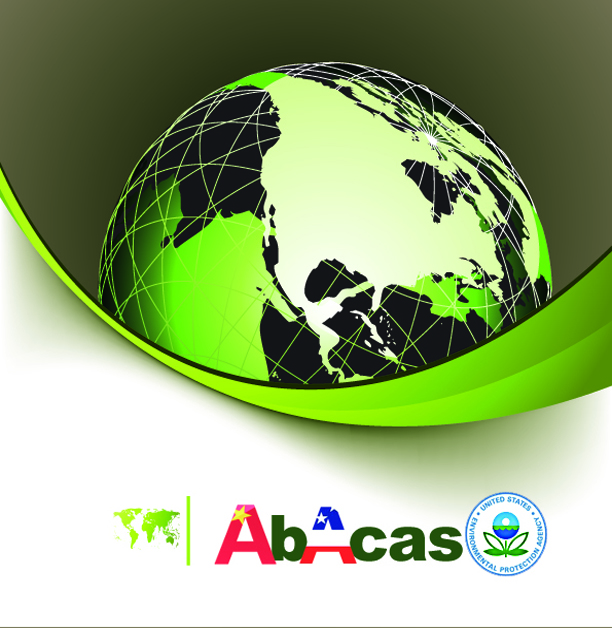 AbAcas
UNITED STATES
ENVIRONMENTAL PROTECTION AGENCY